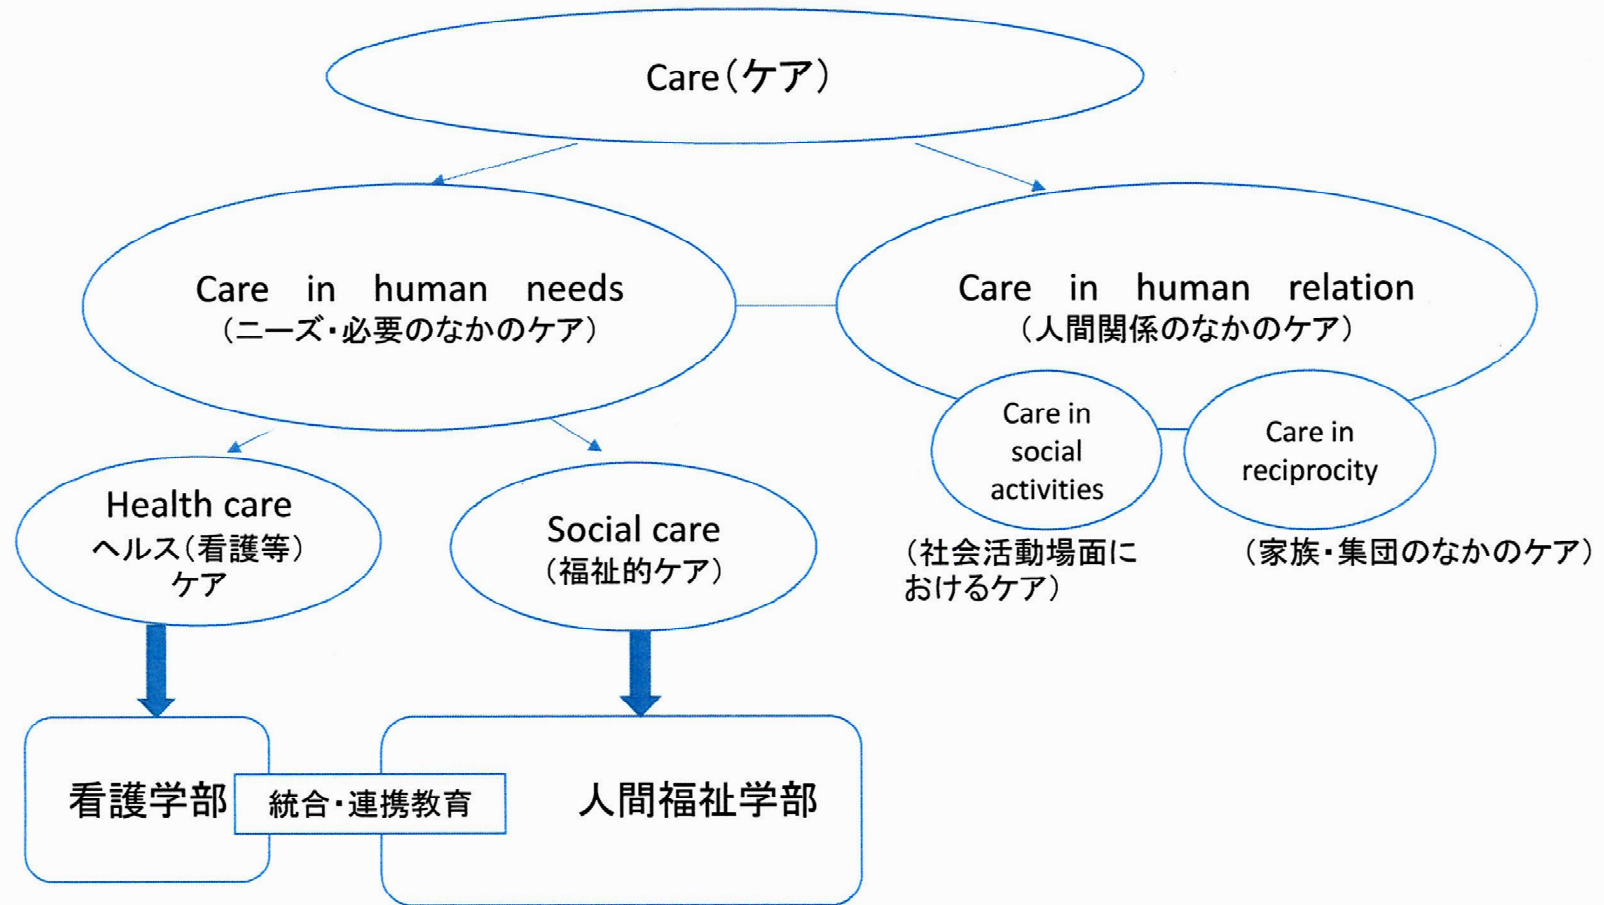 Care（ケア）
Care in human needs
（ニーズ・必要のなかのケア）
Care in human relation
（人間関係のなかのケア）
Care in
social
activities
Care in
reciprocity
（社会活動場面に
おけるケア）
（家族・集団のなかのケア）
Health care
ヘルス（看護等）
ケア
Social care
（福祉的ケア）
看護学部
統合・連携教育
人間福祉学部